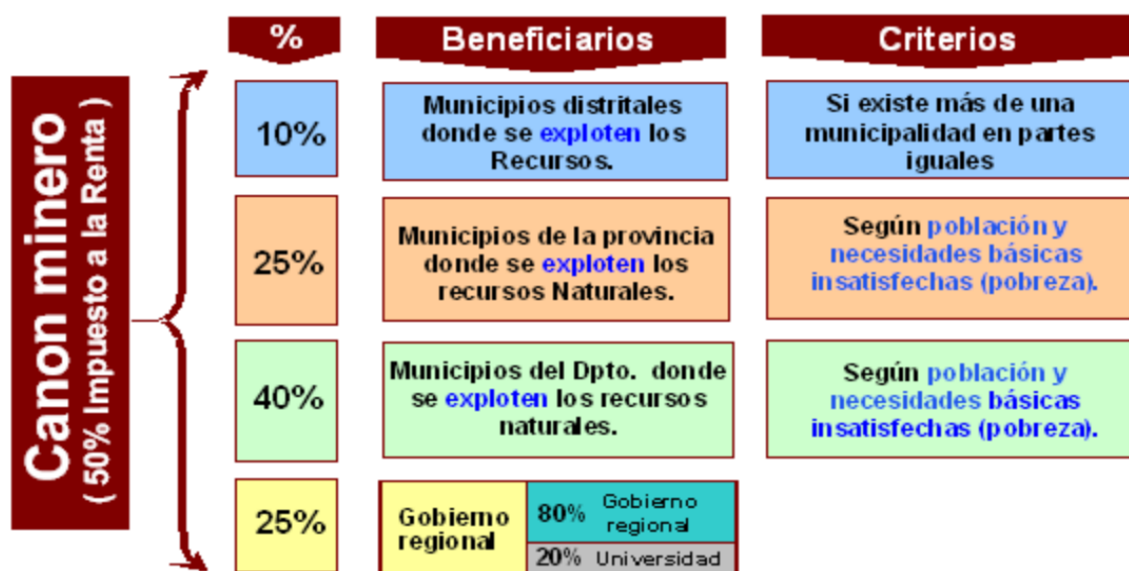 %
Beneficiarios
Criterios
Canon minero
( 50% Impuesto a la Renta )
10%
Municipios distritales
donde se exploten los
Recursos.
Si existe más de una
municipalidad en partes
iguales
25%
Municipios de la provincia
donde se exploten los
recursos Naturales.
Según población y
necesidades básicas
insatisfechas (pobreza).
40%
Municipios del Dpto. donde
se exploten los recursos
naturales.
Según población y
necesidades básicas
insatisfechas (pobreza).
25%
Gobierno
regional
80% Gobierno
regional
20% Universidad